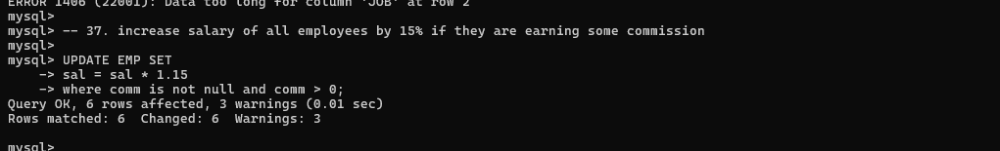 ERROR 1406 (22001): Data too long for column 'JOB' at row 2
mysql>
mysql> -- 37. increase salary of all employees by 15% if they are earning some commission
mysql>
mysql> UPDATE EMP SET
    -> sal = sal * 1.15
    -> where comm is not null and comm > 0;
Query OK, 6 rows affected, 3 warnings (0.01 sec)
Rows matched: 6  Changed: 6  Warnings: 3
mysql>